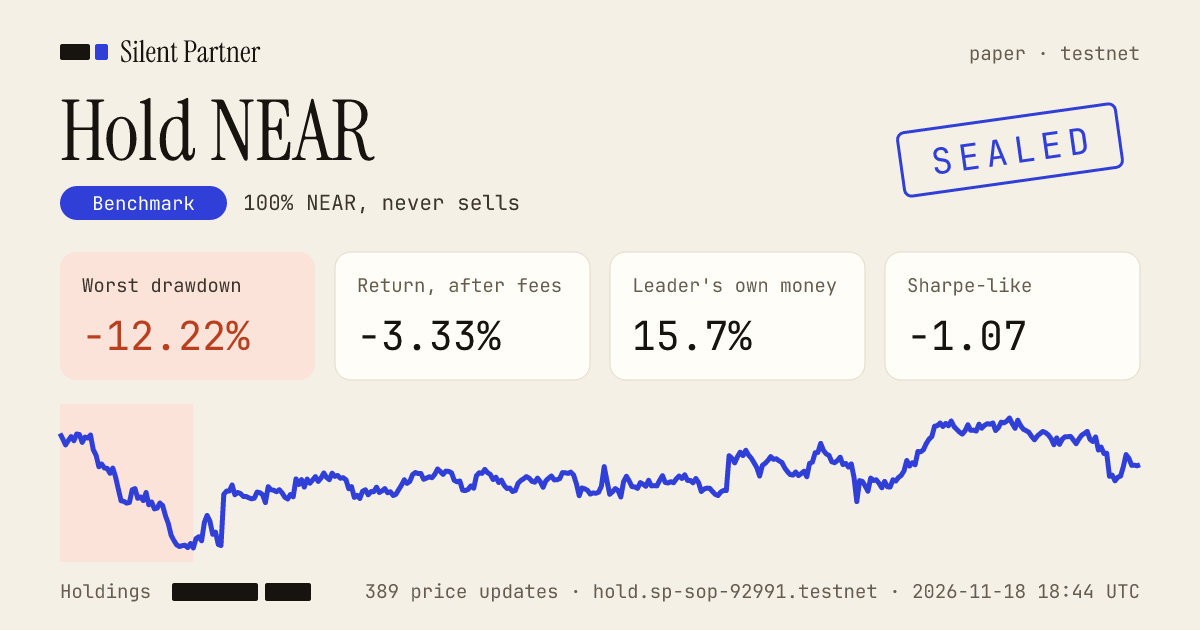 Silent Partner
paper · testnet
Hold NEAR
SEALED
Benchmark
100% NEAR, never sells
Worst drawdown
-12.22%
Return, after fees
-3.33%
Leader's own money
15.7%
Sharpe-like
-1.07
Holdings
389 price updates · hold.sp-sop-92991.testnet · 2026-11-18 18:44 UTC